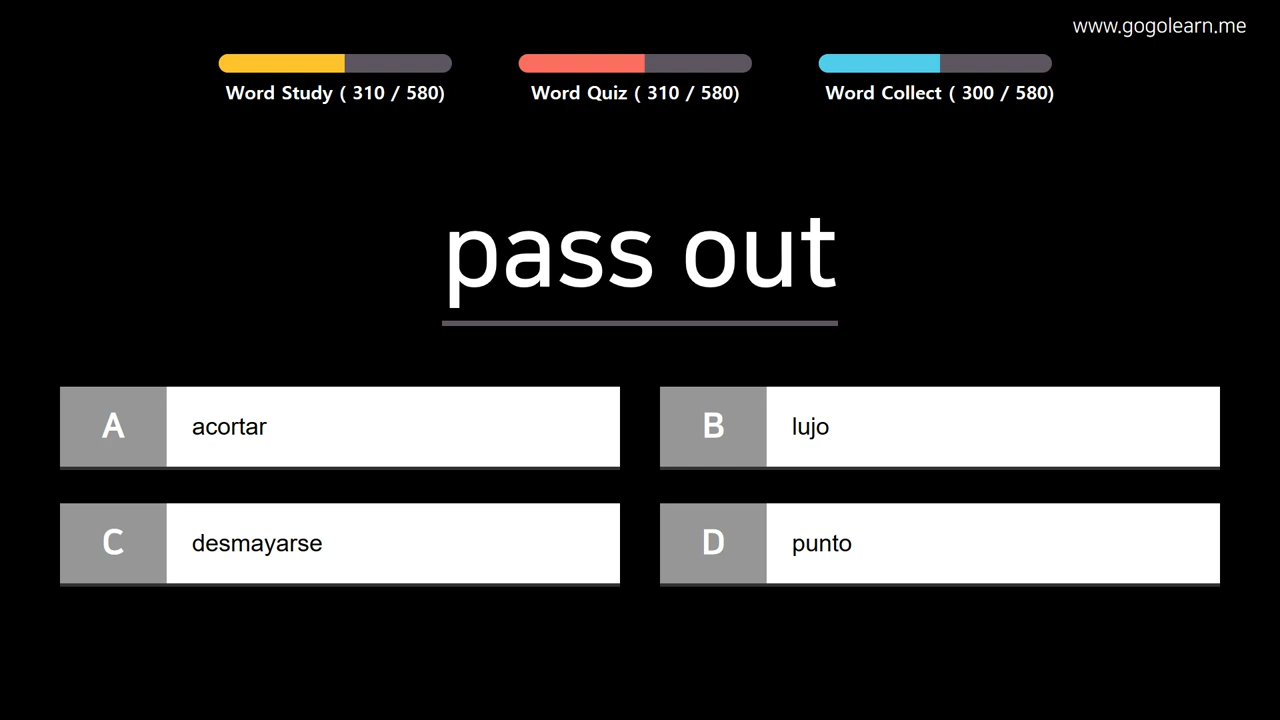 www.gogolearn.me
Word Study ( 310 / 580)
Word Quiz ( 310 / 580)
Word Collect ( 300 / 580)
pass out
A
acortar
B
lujo
C
desmayarse
D
punto